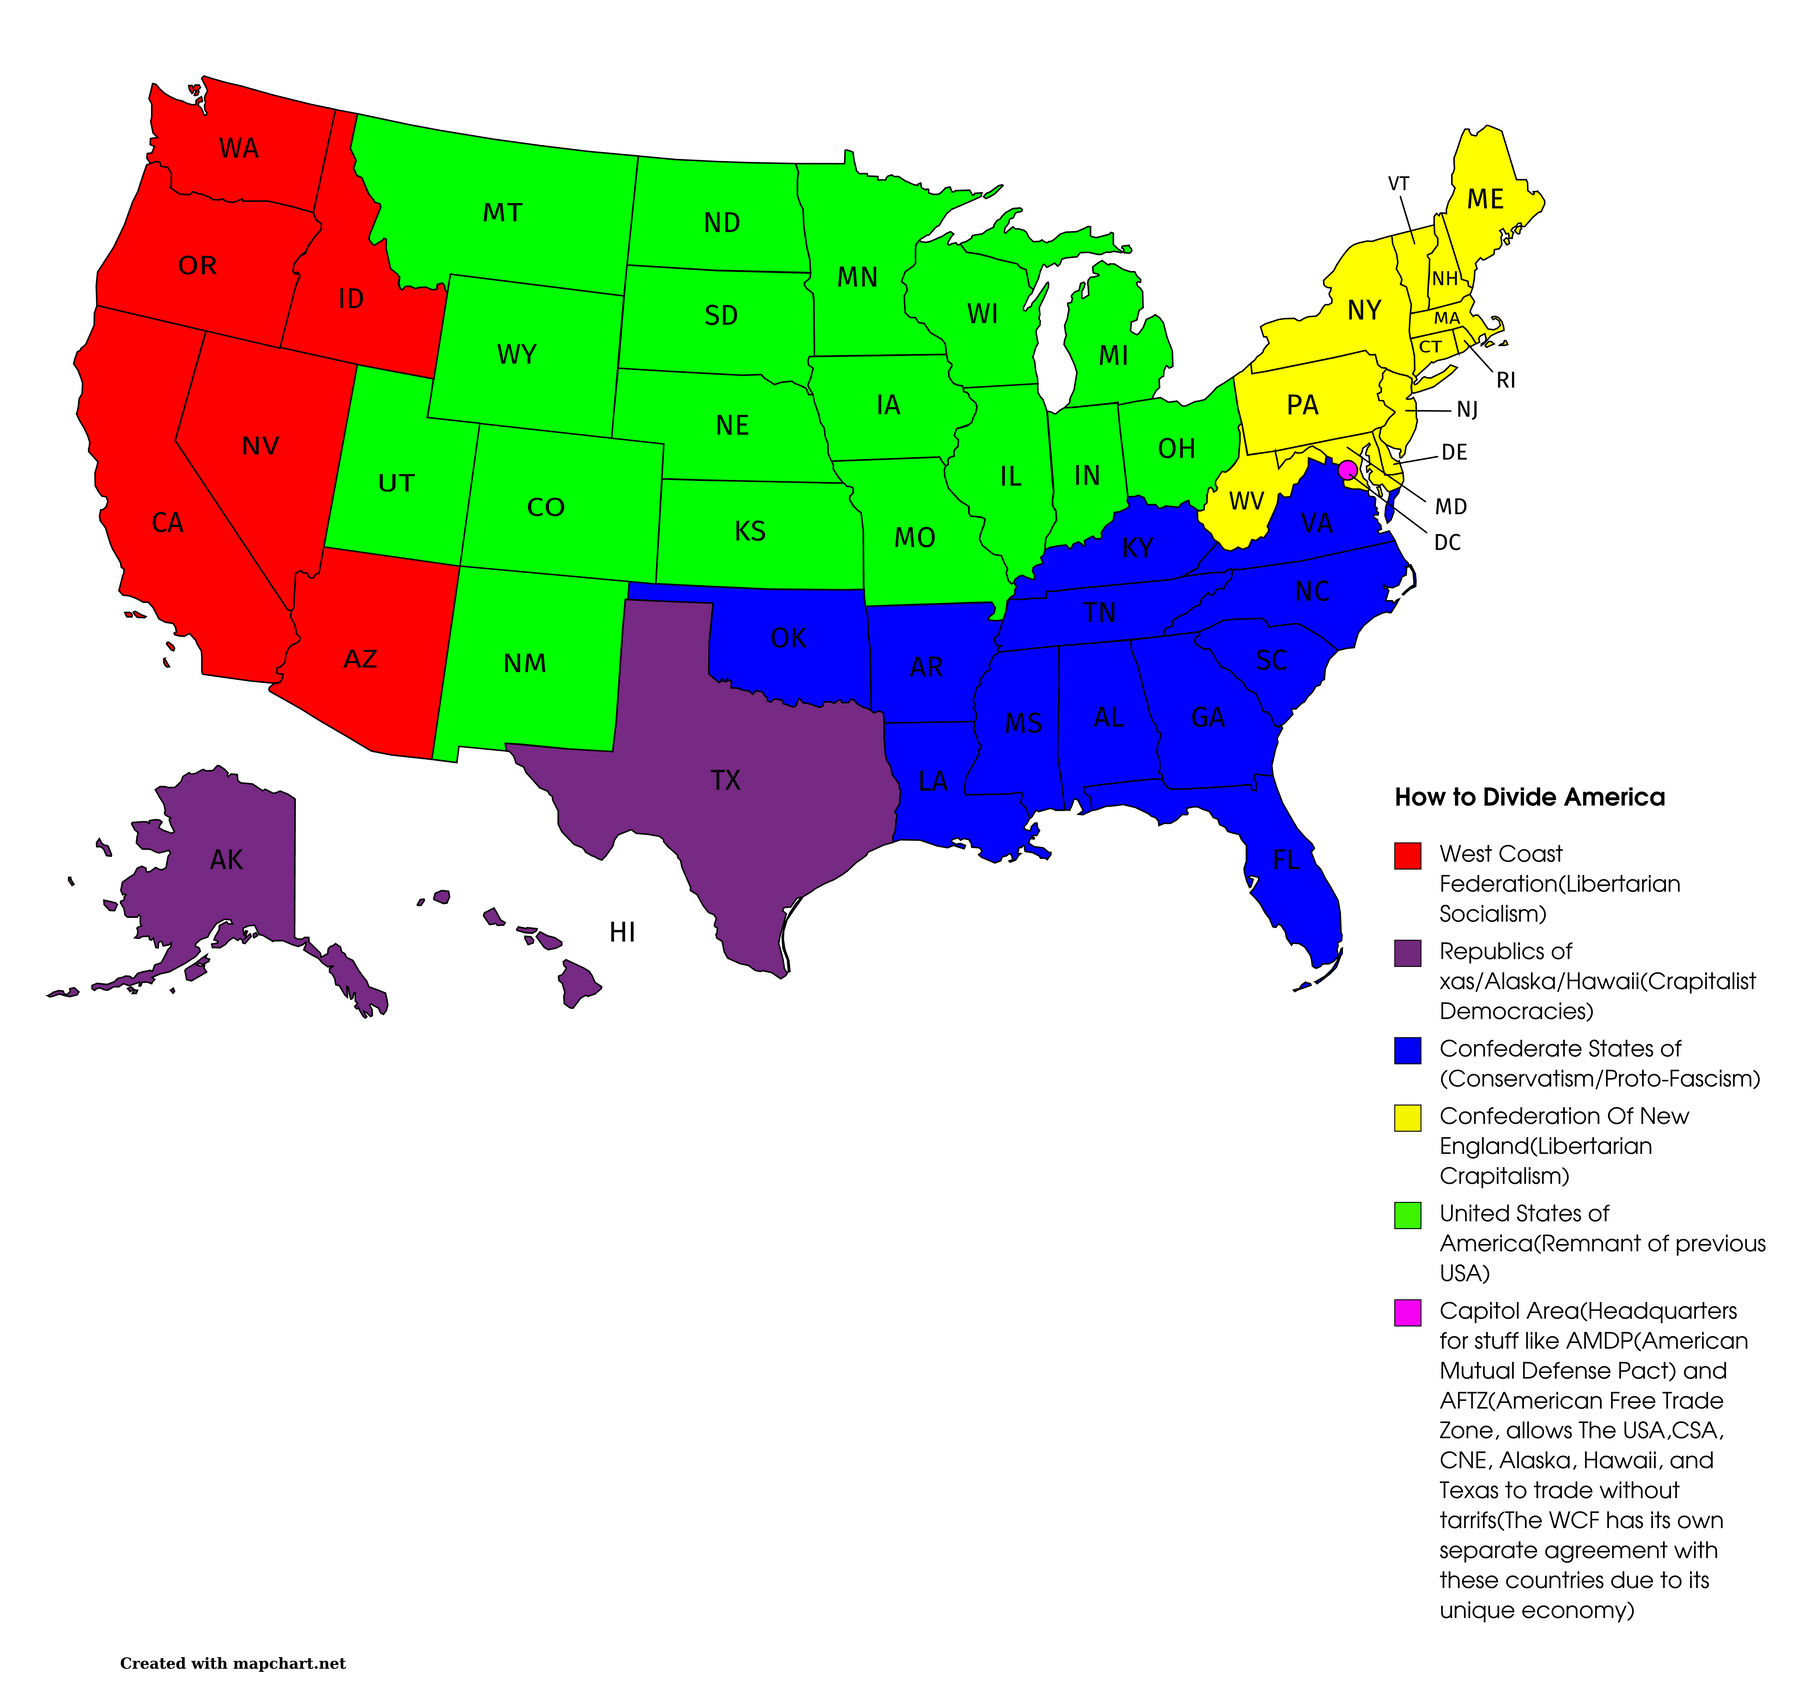 WA
MT
ND
MN
VT
ME
OR
ID
SD
WI
NY
NH
MA
WY
MI
CT
RI
NE
IA
PA
NJ
NV
UT
CO
IL
IN
OH
DE
CA
KS
MO
WV
MD
VA
DC
KY
AZ
NM
OK
AR
TN
NC
SC
MS
AL
GA
TX
LA
AK
HI
FL
How to Divide America
West Coast
Federation(Libertarian
Socialism)
Republics of
xas/Alaska/Hawaii(Crapitalist
Democracies)
Confederate States of
(Conservatism/Proto-Fascism)
Confederation Of New
England(Libertarian
Crapitalism)
United States of
America(Remnant of previous
USA)
Capitol Area(Headquarters
for stuff like AMDP(American
Mutual Defense Pact) and
AFTZ(American Free Trade
Zone, allows The USA,CSA,
CNE, Alaska, Hawaii, and
Texas to trade without
tarrifs(The WCF has its own
separate agreement with
these countries due to its
unique economy)
Created with mapchart.net